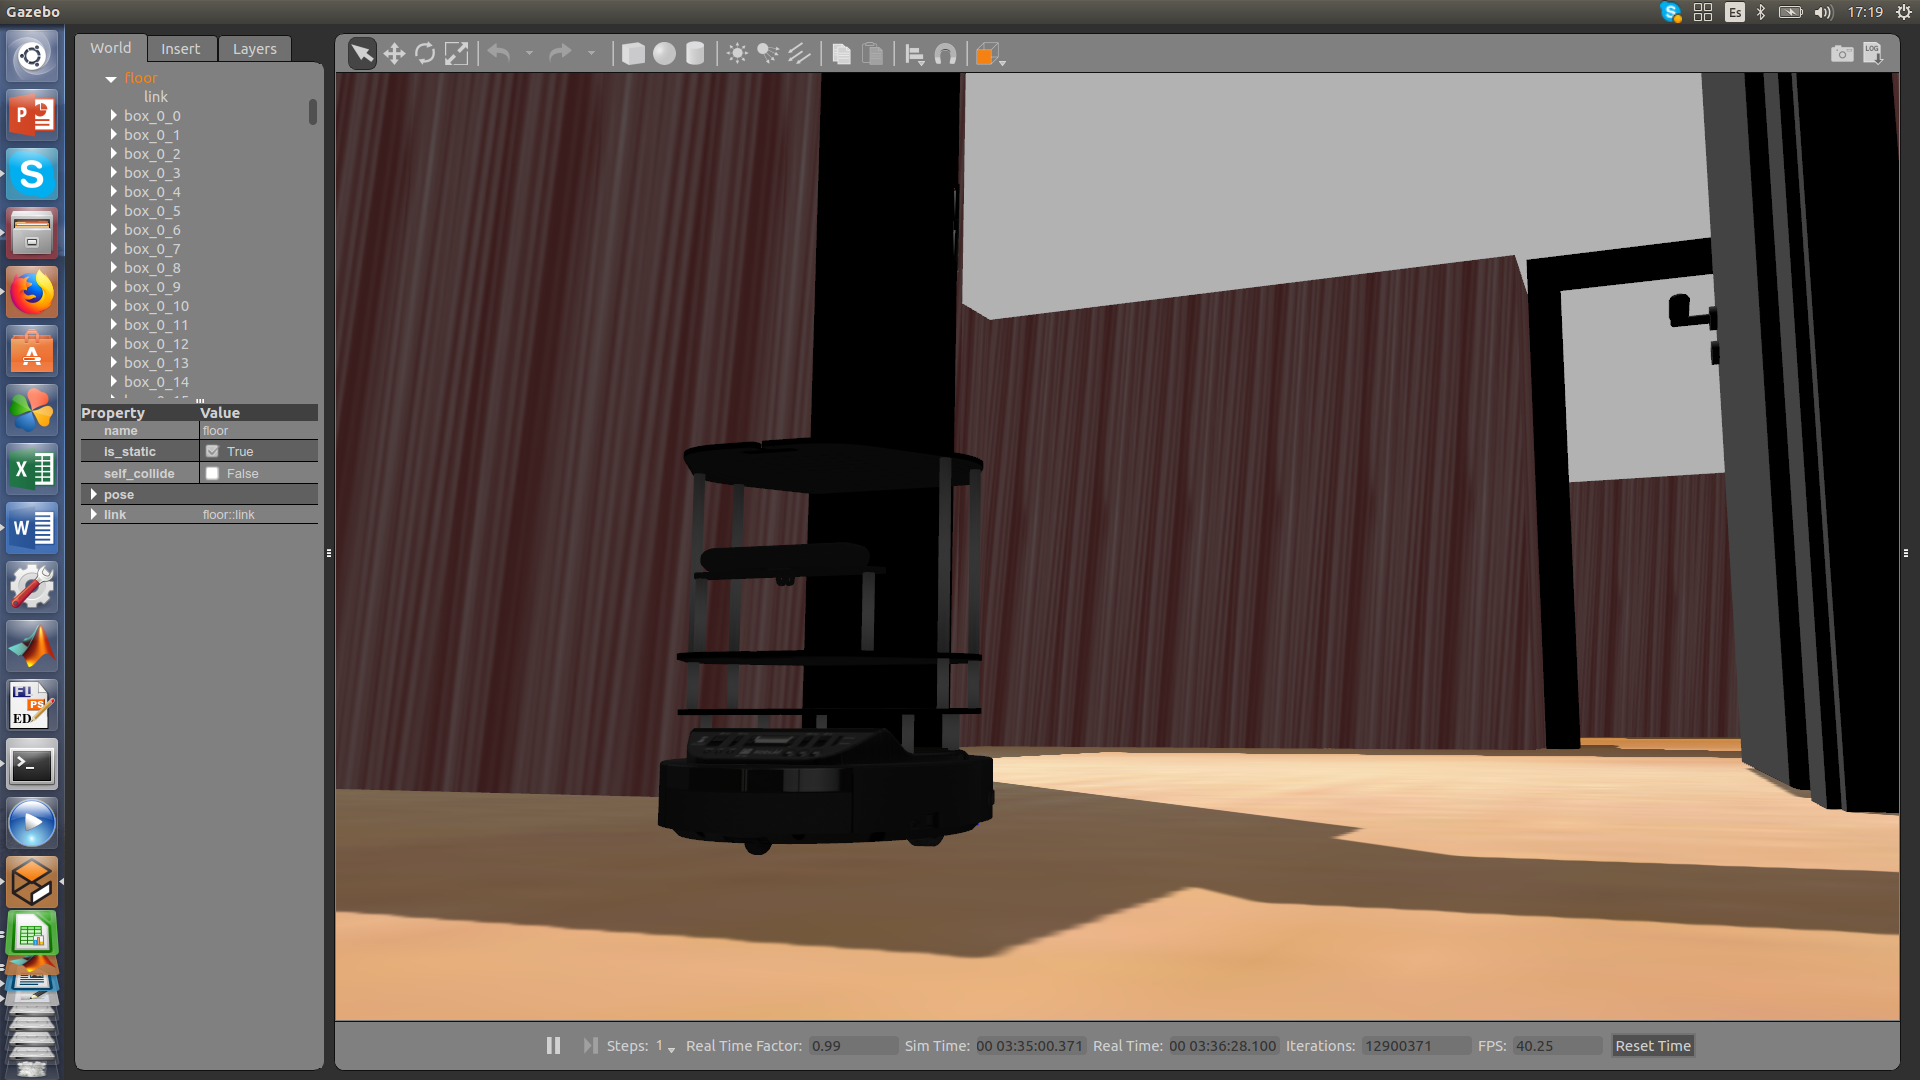 Gazebo
Es
17:19
World
Insert
Layers
LOG
floor
link
box_0_0
box_0_1
box_0_2
box_0_3
box_0_4
box_0_5
box_0_6
box_0_7
box_0_8
box_0_9
box_0_10
box_0_11
box_0_12
box_0_13
box_0_14
Property Value
name floor
is_static True
self_collide False
pose
link floor::link
Steps: 1 Real Time Factor: 0.99 Sim Time: 00 03:35:00.371 Real Time: 00 03:36:28.100 Iterations: 12900371 FPS: 40.25 Reset Time